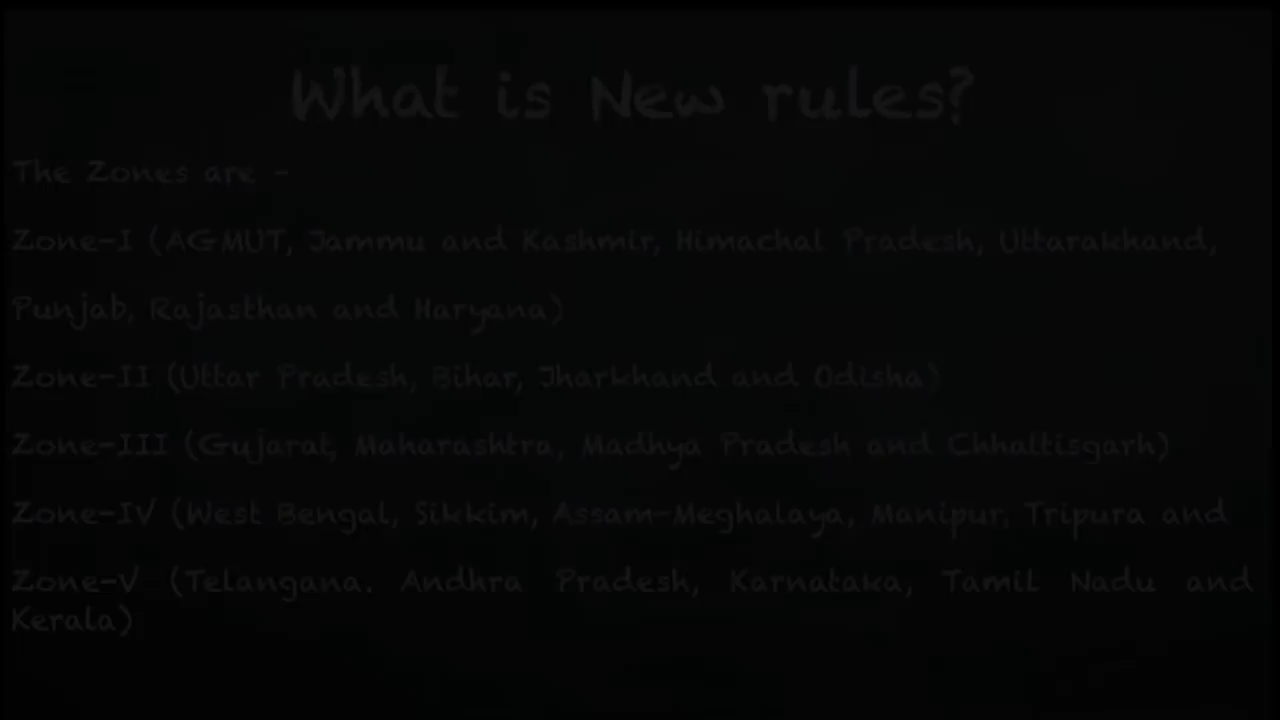 What is New rules?
The Zones are -
Zone-I (AGMUT, Jammu and Kashmir, Himachal Pradesh, Uttarakhand,
Punjab, Rajasthan and Haryana)
Zone-II (Uttar Pradesh, Bihar, Jharkhand and Odisha)
Zone-III (Gujarat, Maharashtra, Madhya Pradesh and Chhattisgarh)
Zone-IV (West Bengal, Sikkim, Assam-Meghalaya, Manipur, Tripura and
Zone-V (Telangana. Andhra Pradesh, Karnataka, Tamil Nadu and
Kerala)